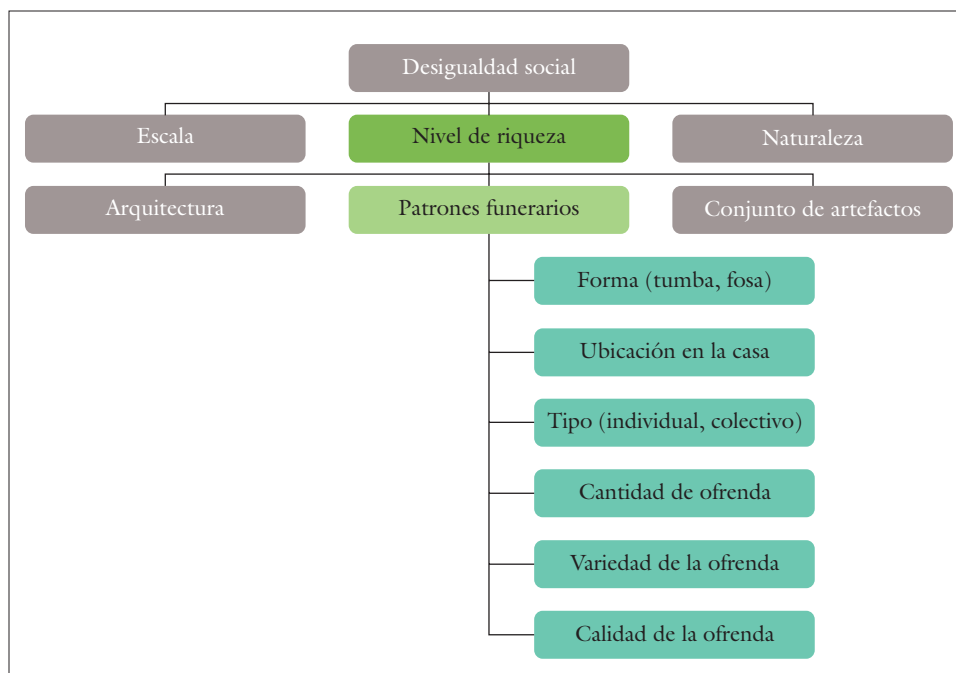 Desigualdad social
Escala
Nivel de riqueza
Naturaleza
Arquitectura
Patrones funerarios
Conjunto de artefactos
Forma (tumba, fosa)
Ubicación en la casa
Tipo (individual, colectivo)
Cantidad de ofrenda
Variedad de la ofrenda
Calidad de la ofrenda